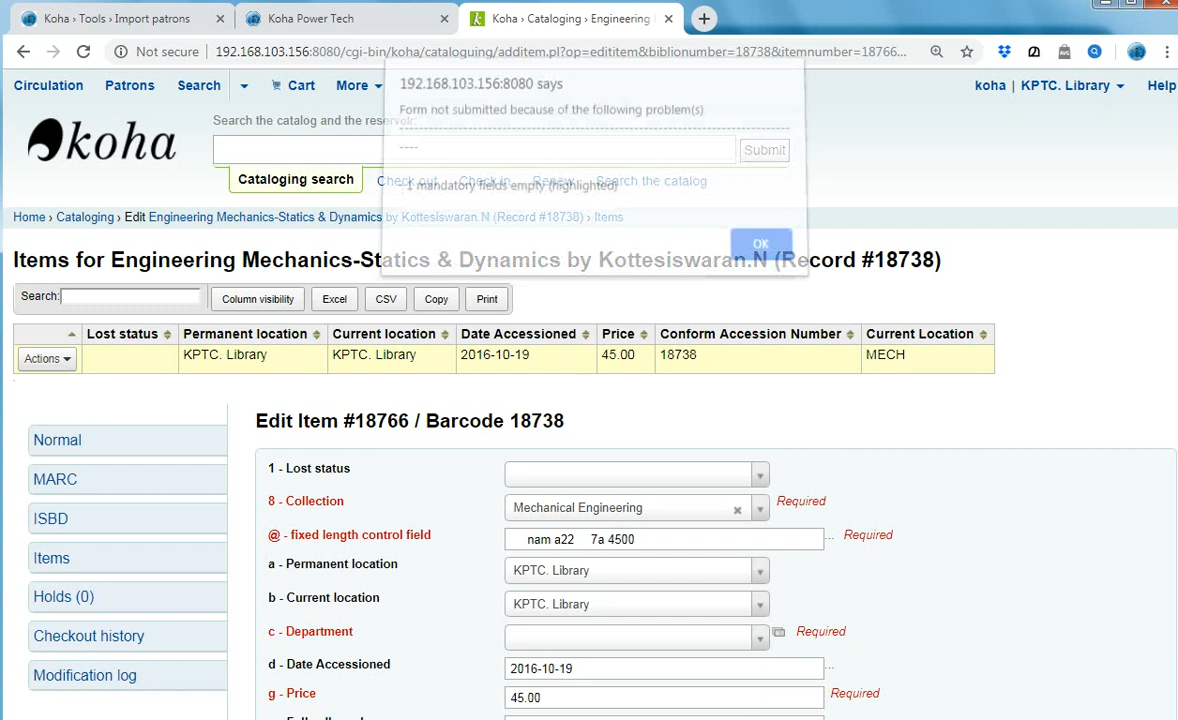 Koha › Tools › Import patrons
Koha Power Tech
Koha › Cataloging › Engineering
Not secure
192.168.103.156:8080/cgi-bin/koha/cataloguing/additem.pl?op=edititem&biblionumber=18738&itemnumber=18766...
Circulation
Patrons
Search
Cart
More
koha | KPTC. Library
Help
192.168.103.156:8080 says
Form not submitted because of the following problem(s)
----
1 mandatory fields empty (highlighted)
OK
koha
Search the catalog and the reservoir:
Submit
Cataloging search
Check out
Check in
Renew
Search the catalog
Home › Cataloging › Edit Engineering Mechanics-Statics & Dynamics by Kottesiswaran.N (Record #18738) › Items
Items for Engineering Mechanics-Statics & Dynamics by Kottesiswaran.N (Record #18738)
Search:
Column visibility
Excel
CSV
Copy
Print
Lost status Permanent location Current location Date Accessioned Price Conform Accession Number Current Location
Actions KPTC. Library KPTC. Library 2016-10-19 45.00 18738 MECH
Normal
MARC
ISBD
Items
Holds (0)
Checkout history
Modification log
Edit Item #18766 / Barcode 18738
1 - Lost status
8 - Collection Mechanical Engineering Required
@ - fixed length control field nam a22 7a 4500 ... Required
a - Permanent location KPTC. Library
b - Current location KPTC. Library
c - Department Required
d - Date Accessioned 2016-10-19 ...
g - Price 45.00 Required